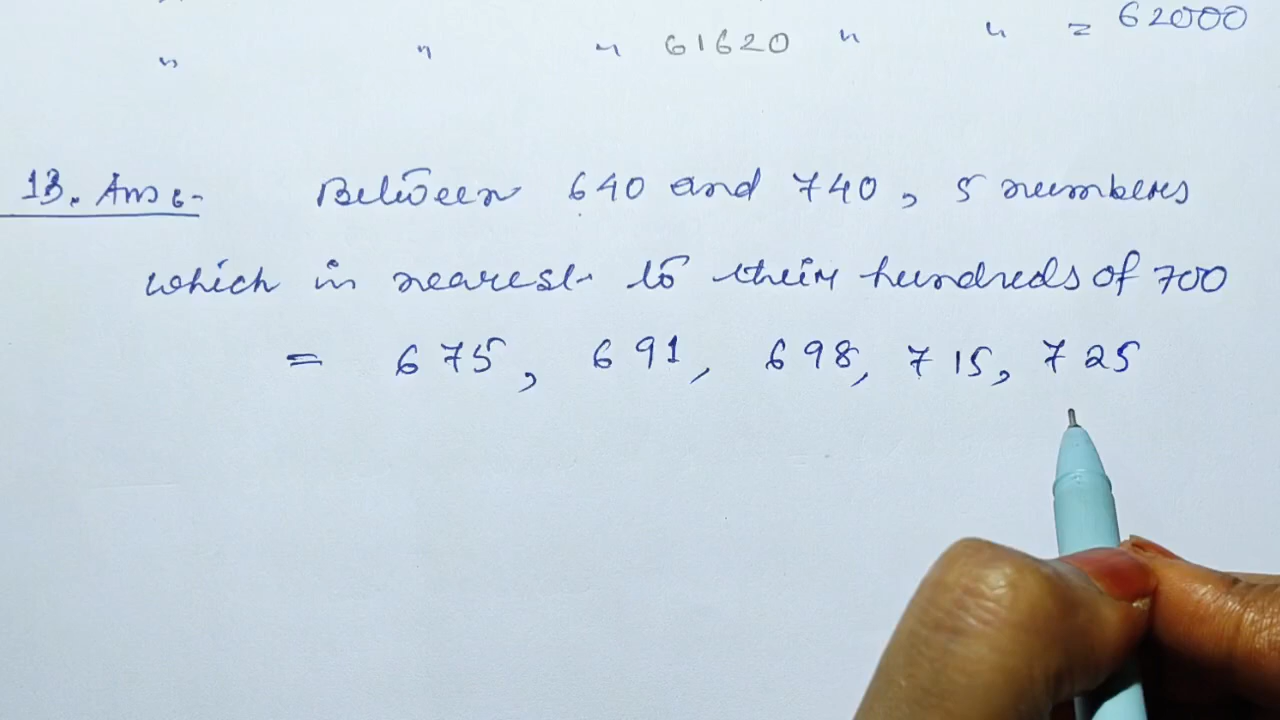 " " " 61620 " " = 62000
13. Ans:- Between 640 and 740, 5 numbers
which is nearest to their hundreds of 700
= 675, 691, 698, 715, 725